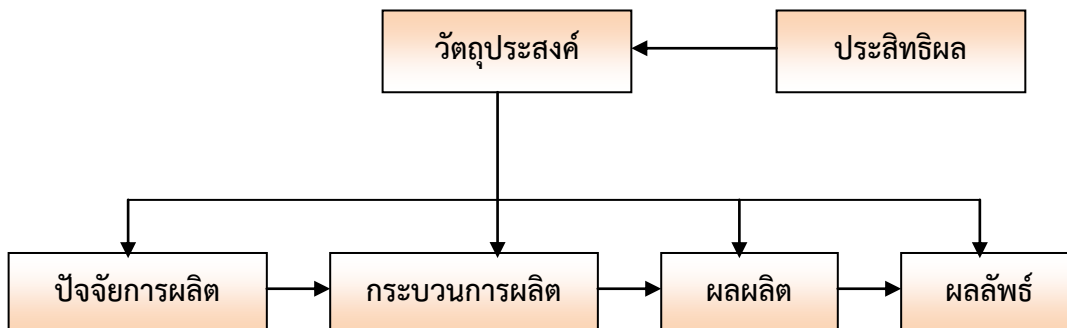 วัตถุประสงค์
ประสิทธิผล
ปัจจัยการผลิต
กระบวนการผลิต
ผลผลิต
ผลลัพธ์